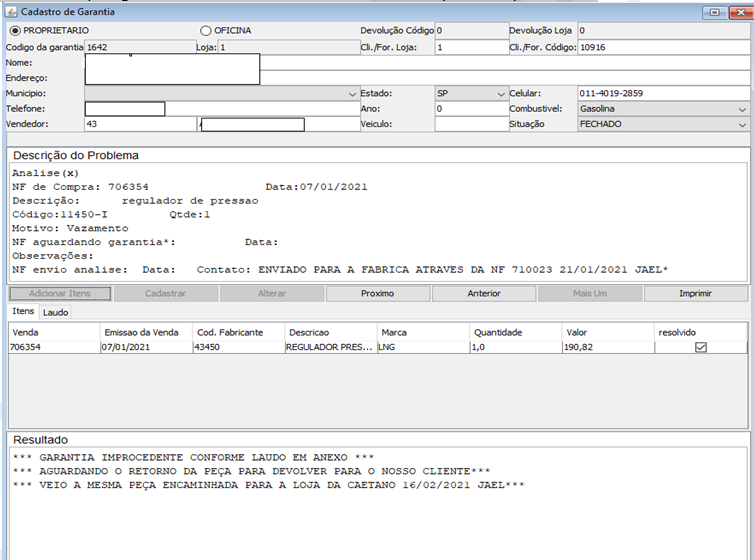 Cadastro de Garantia
PROPRIETARIO OFICINA Devolução Código 0 Devolução Loja 0
Codigo da garantia 1642 Loja: 1 Cli./For. Loja: 1 Cli./For. Código: 10916
Nome:
Endereço:
Municipio: Estado: SP Celular: 011-4019-2859
Telefone: Ano: 0 Combustivel: Gasolina
Vendedor: 43 Veiculo: Situação FECHADO
Descrição do Problema
Analise(x)
NF de Compra: 706354 Data:07/01/2021
Descrição: regulador de pressao
Código:11450-I Qtde:1
Motivo: Vazamento
NF aguardando garantia*: Data:
Observações:
NF envio analise: Data: Contato: ENVIADO PARA A FABRICA ATRAVES DA NF 710023 21/01/2021 JAEL*
Adicionar Itens Cadastrar Alterar Proximo Anterior Mais Um Imprimir
Itens Laudo
Venda Emissao da Venda Cod. Fabricante Descricao Marca Quantidade Valor resolvido
706354 07/01/2021 43450 REGULADOR PRES... LNG 1,0 190,82
Resultado
*** GARANTIA IMPROCEDENTE CONFORME LAUDO EM ANEXO ***
*** AGUARDANDO O RETORNO DA PEÇA PARA DEVOLVER PARA O NOSSO CLIENTE***
*** VEIO A MESMA PEÇA ENCAMINHADA PARA A LOJA DA CAETANO 16/02/2021 JAEL***